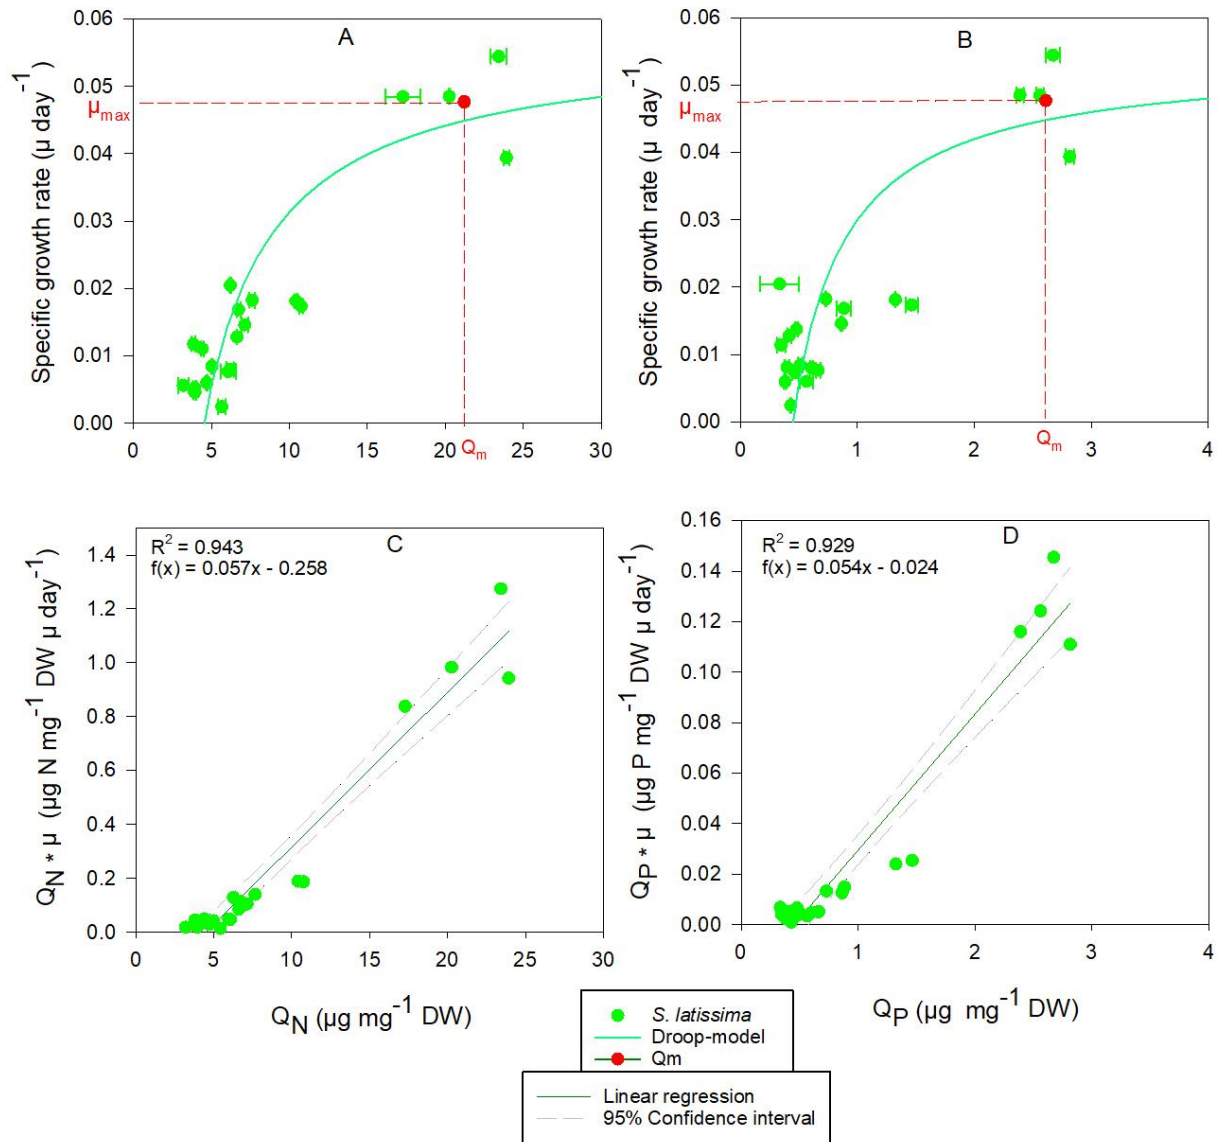 A
Specific growth rate (µ day⁻¹)
0.06
0.05
0.04
0.03
0.02
0.01
0.00
µmax
0 5 10 15 20 25 30
Qm
B
Specific growth rate (µ day⁻¹)
0.06
0.05
0.04
0.03
0.02
0.01
0.00
µmax
0 1 2 3 4
Qm
C
R² = 0.943
f(x) = 0.057x - 0.258
QN * µ (µg N mg⁻¹ DW µ day⁻¹)
1.4
1.2
1.0
0.8
0.6
0.4
0.2
0.0
0 5 10 15 20 25 30
QN (µg mg⁻¹ DW)
D
R² = 0.929
f(x) = 0.054x - 0.024
QP * µ (µg P mg⁻¹ DW µ day⁻¹)
0.16
0.14
0.12
0.10
0.08
0.06
0.04
0.02
0.00
0 1 2 3 4
QP (µg mg⁻¹ DW)
S. latissima
Droop-model
Qm
Linear regression
95% Confidence interval